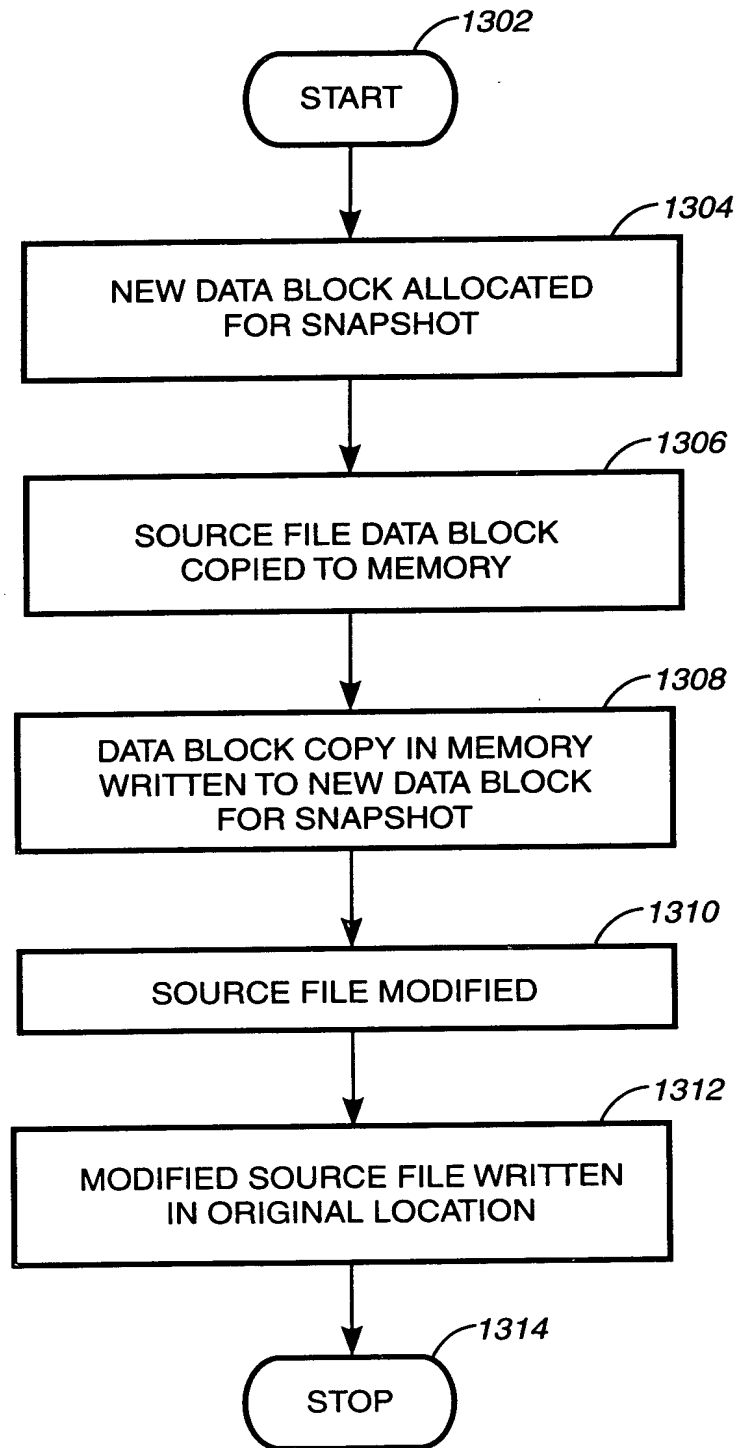 1302
START
1304
NEW DATA BLOCK ALLOCATED
FOR SNAPSHOT
1306
SOURCE FILE DATA BLOCK
COPIED TO MEMORY
1308
DATA BLOCK COPY IN MEMORY
WRITTEN TO NEW DATA BLOCK
FOR SNAPSHOT
1310
SOURCE FILE MODIFIED
1312
MODIFIED SOURCE FILE WRITTEN
IN ORIGINAL LOCATION
1314
STOP